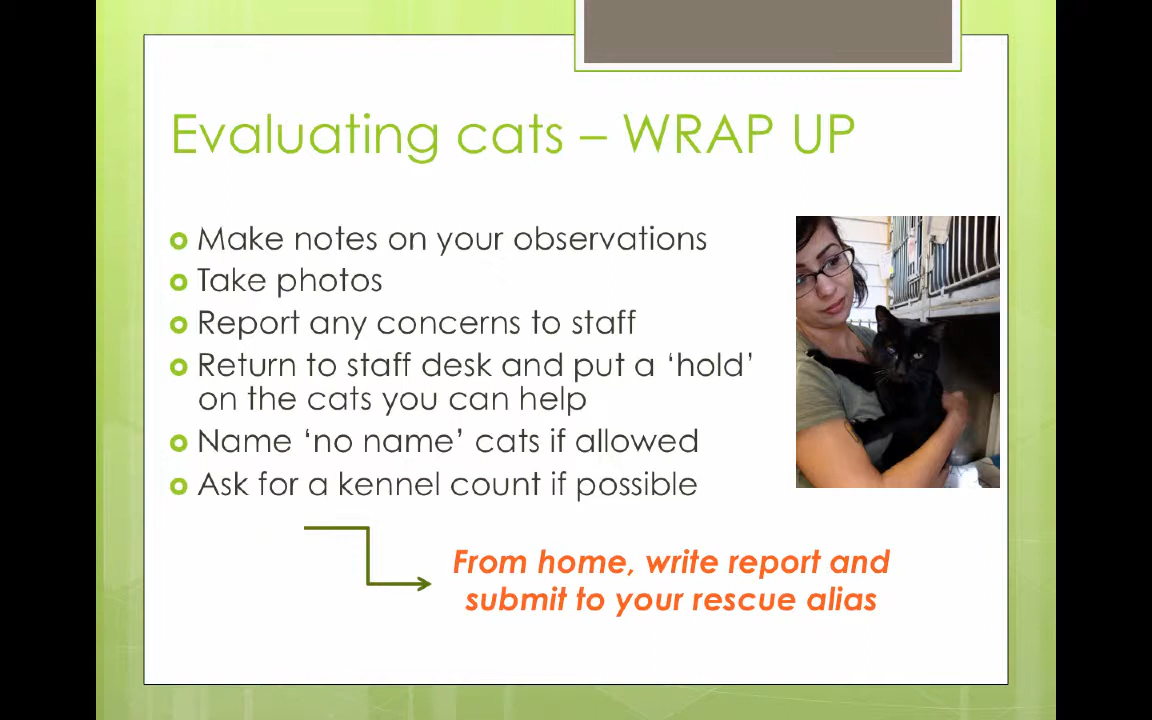 Evaluating cats – WRAP UP
Make notes on your observations
Take photos
Report any concerns to staff
Return to staff desk and put a ‘hold’
on the cats you can help
Name ‘no name’ cats if allowed
Ask for a kennel count if possible
From home, write report and
submit to your rescue alias